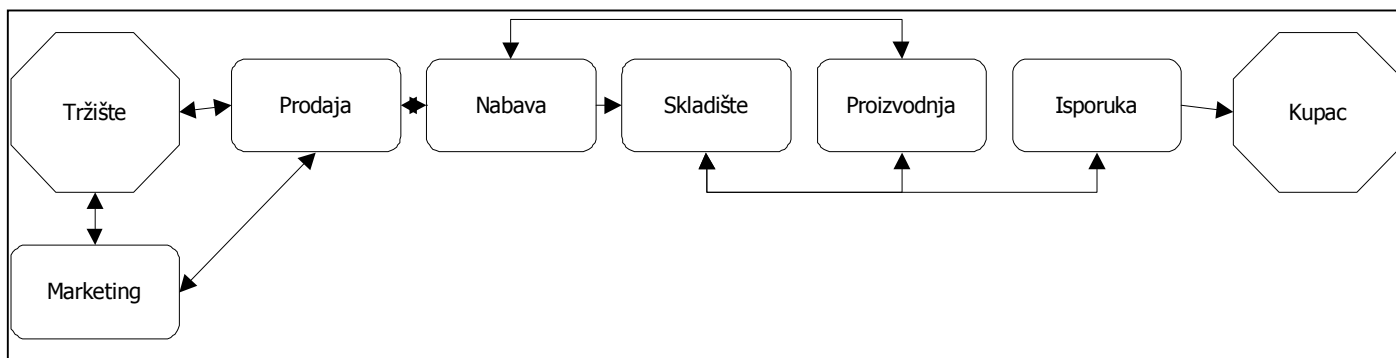 Tržište
Prodaja
Nabava
Skladište
Proizvodnja
Isporuka
Kupac
Marketing